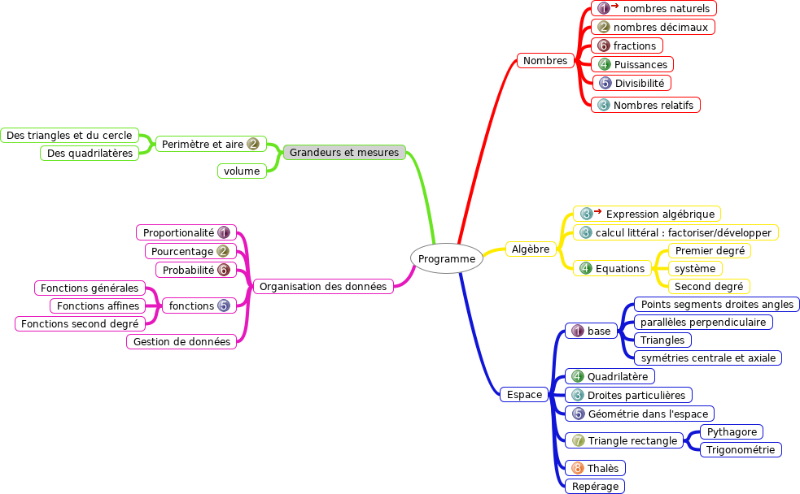 Programme
Nombres
1 nombres naturels
2 nombres décimaux
6 fractions
4 Puissances
5 Divisibilité
3 Nombres relatifs
Algèbre
3 Expression algébrique
3 calcul littéral : factoriser/développer
4 Equations
Premier degré
système
Second degré
Espace
1 base
Points segments droites angles
parallèles perpendiculaire
Triangles
symétries centrale et axiale
4 Quadrilatère
3 Droites particulières
5 Géométrie dans l'espace
7 Triangle rectangle
Pythagore
Trigonométrie
8 Thalès
Repérage
Grandeurs et mesures
Perimètre et aire 2
Des triangles et du cercle
Des quadrilatères
volume
Organisation des données
Proportionalité 1
Pourcentage 2
Probabilité 6
fonctions 5
Fonctions générales
Fonctions affines
Fonctions second degré
Gestion de données